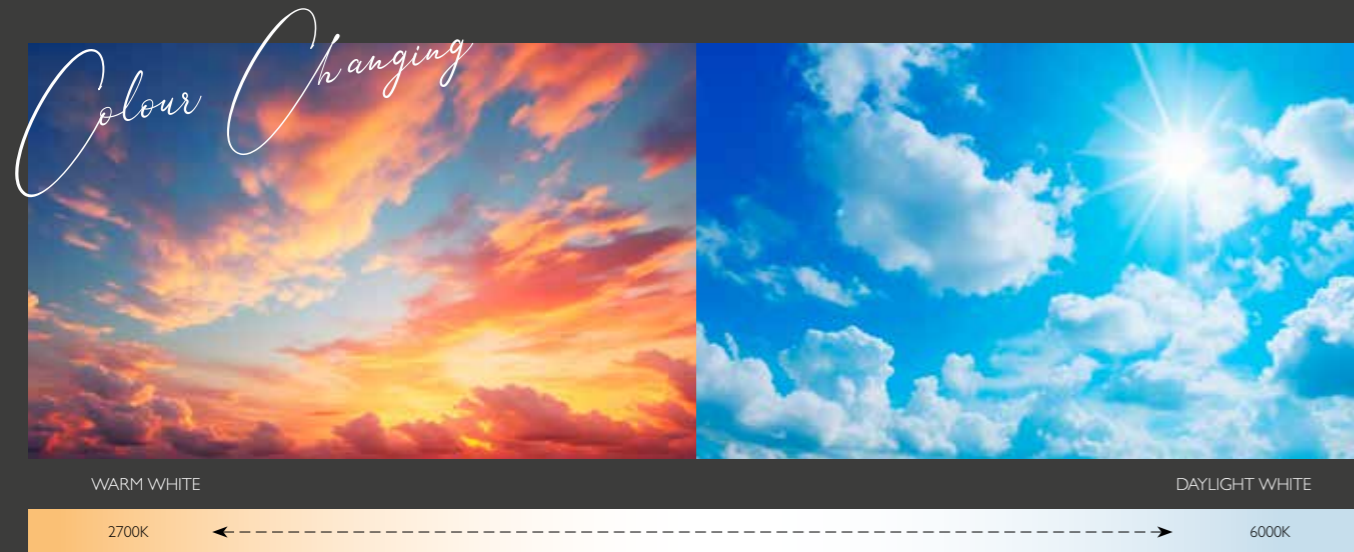 Colour Changing
WARM WHITE
DAYLIGHT WHITE
2700K
6000K